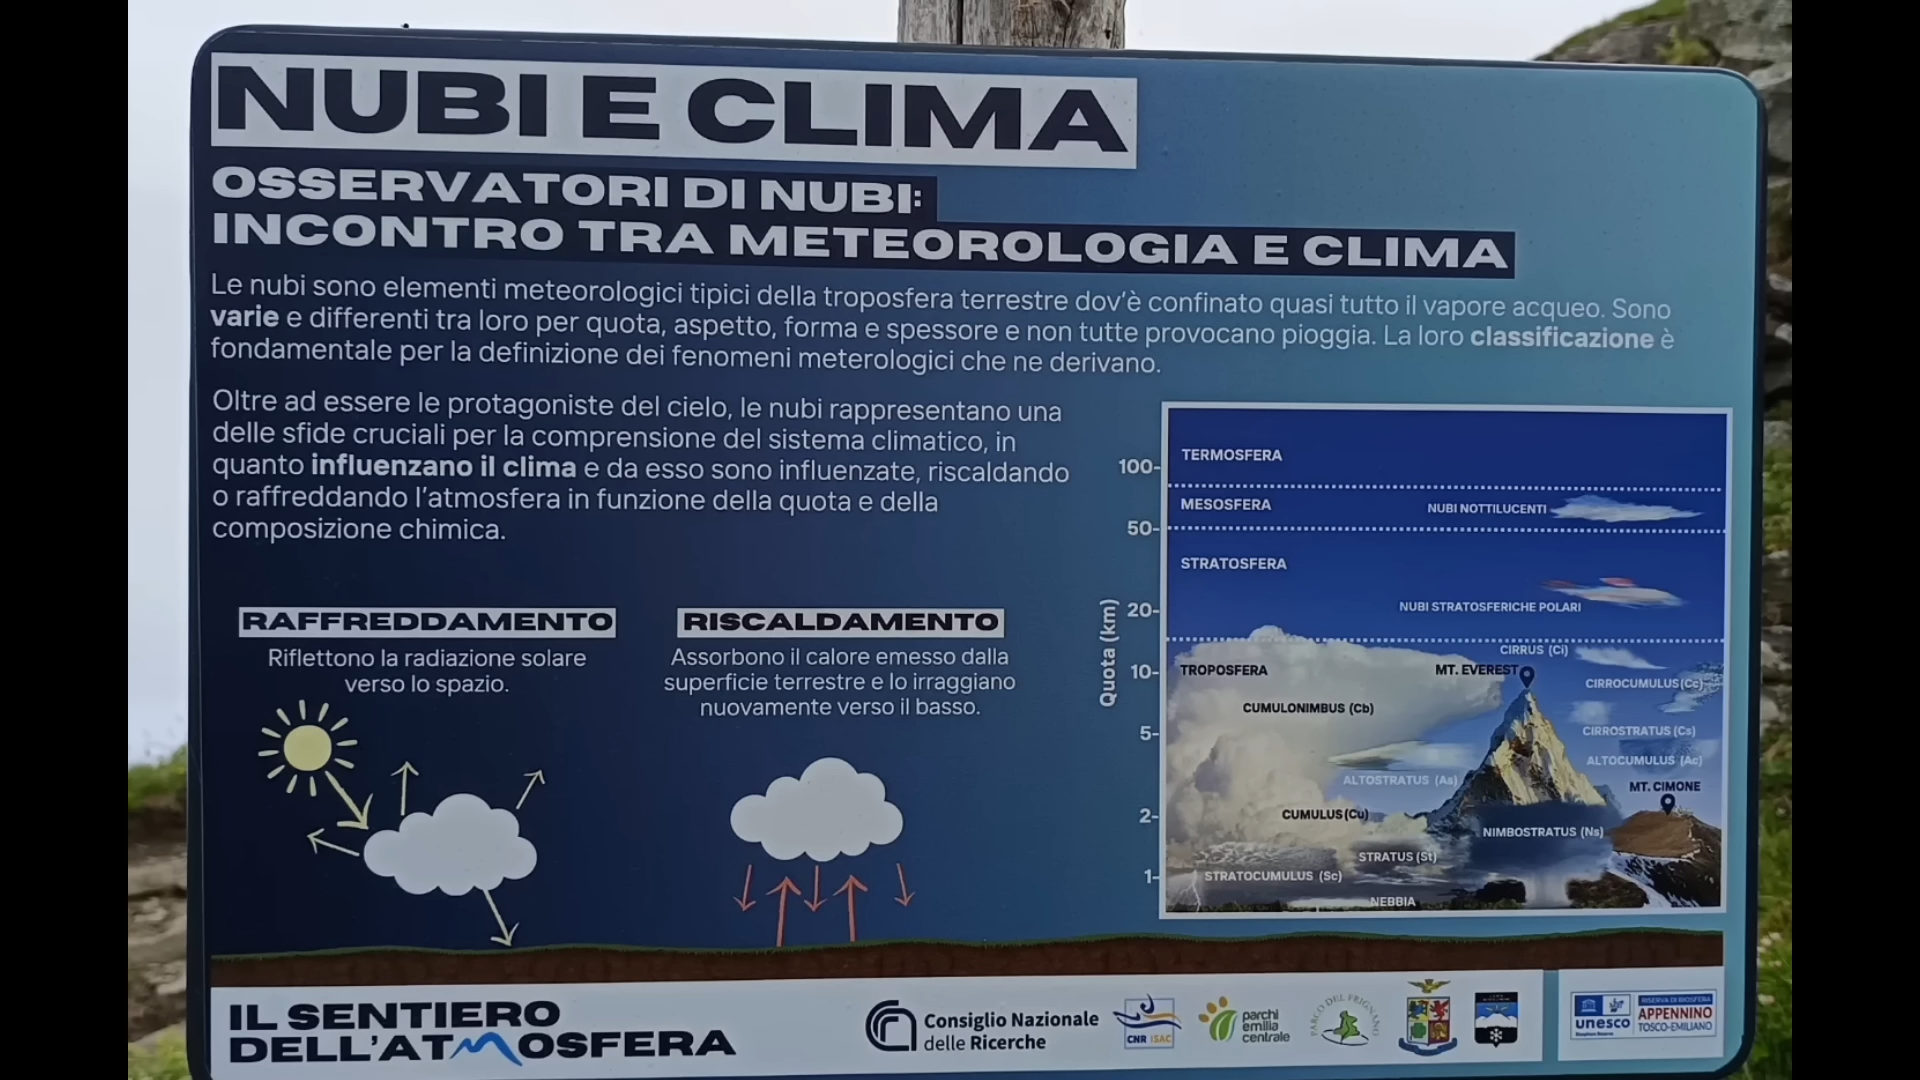 NUBI E CLIMA
OSSERVATORI DI NUBI:
INCONTRO TRA METEOROLOGIA E CLIMA
Le nubi sono elementi meteorologici tipici della troposfera terrestre dov'è confinato quasi tutto il vapore acqueo. Sono
varie e differenti tra loro per quota, aspetto, forma e spessore e non tutte provocano pioggia. La loro classificazione è
fondamentale per la definizione dei fenomeni meterologici che ne derivano.
Oltre ad essere le protagoniste del cielo, le nubi rappresentano una
delle sfide cruciali per la comprensione del sistema climatico, in
quanto influenzano il clima e da esso sono influenzate, riscaldando
o raffreddando l'atmosfera in funzione della quota e della
composizione chimica.
RAFFREDDAMENTO
Riflettono la radiazione solare
verso lo spazio.
RISCALDAMENTO
Assorbono il calore emesso dalla
superficie terrestre e lo irraggiano
nuovamente verso il basso.
Quota (km)
100-
50-
20-
10-
5-
2-
1-
TERMOSFERA
MESOSFERA
NUBI NOTTILUCENTI
STRATOSFERA
NUBI STRATOSFERICHE POLARI
CIRRUS (Ci)
TROPOSFERA
MT. EVEREST
CIRROCUMULUS (Cc)
CUMULONIMBUS (Cb)
CIRROSTRATUS (Cs)
ALTOCUMULUS (Ac)
ALTOSTRATUS (As)
MT. CIMONE
CUMULUS (Cu)
NIMBOSTRATUS (Ns)
STRATUS (St)
STRATOCUMULUS (Sc)
NEBBIA
IL SENTIERO
DELL'ATMOSFERA
Consiglio Nazionale
delle Ricerche
CNR ISAC
parchi
emilia
centrale
PARCO DEL FRIGNANO
unesco
RISERVA DI BIOSFERA
APPENNINO
TOSCO-EMILIANO